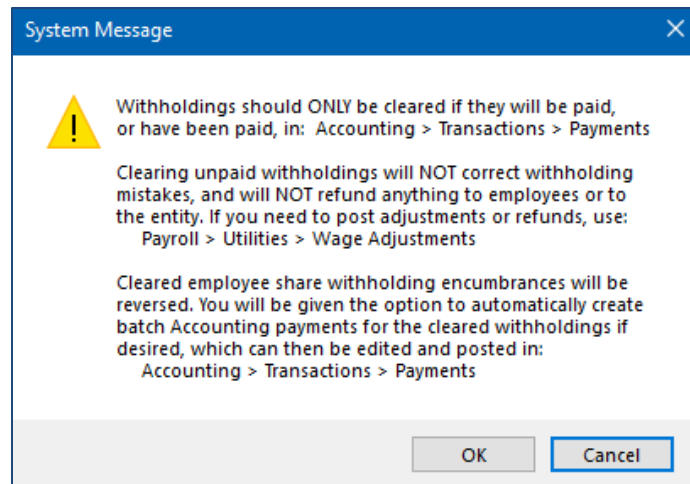 System Message
Withholdings should ONLY be cleared if they will be paid,
or have been paid, in: Accounting > Transactions > Payments
Clearing unpaid withholdings will NOT correct withholding
mistakes, and will NOT refund anything to employees or to
the entity. If you need to post adjustments or refunds, use:
Payroll > Utilities > Wage Adjustments
Cleared employee share withholding encumbrances will be
reversed. You will be given the option to automatically create
batch Accounting payments for the cleared withholdings if
desired, which can then be edited and posted in:
Accounting > Transactions > Payments
OK Cancel